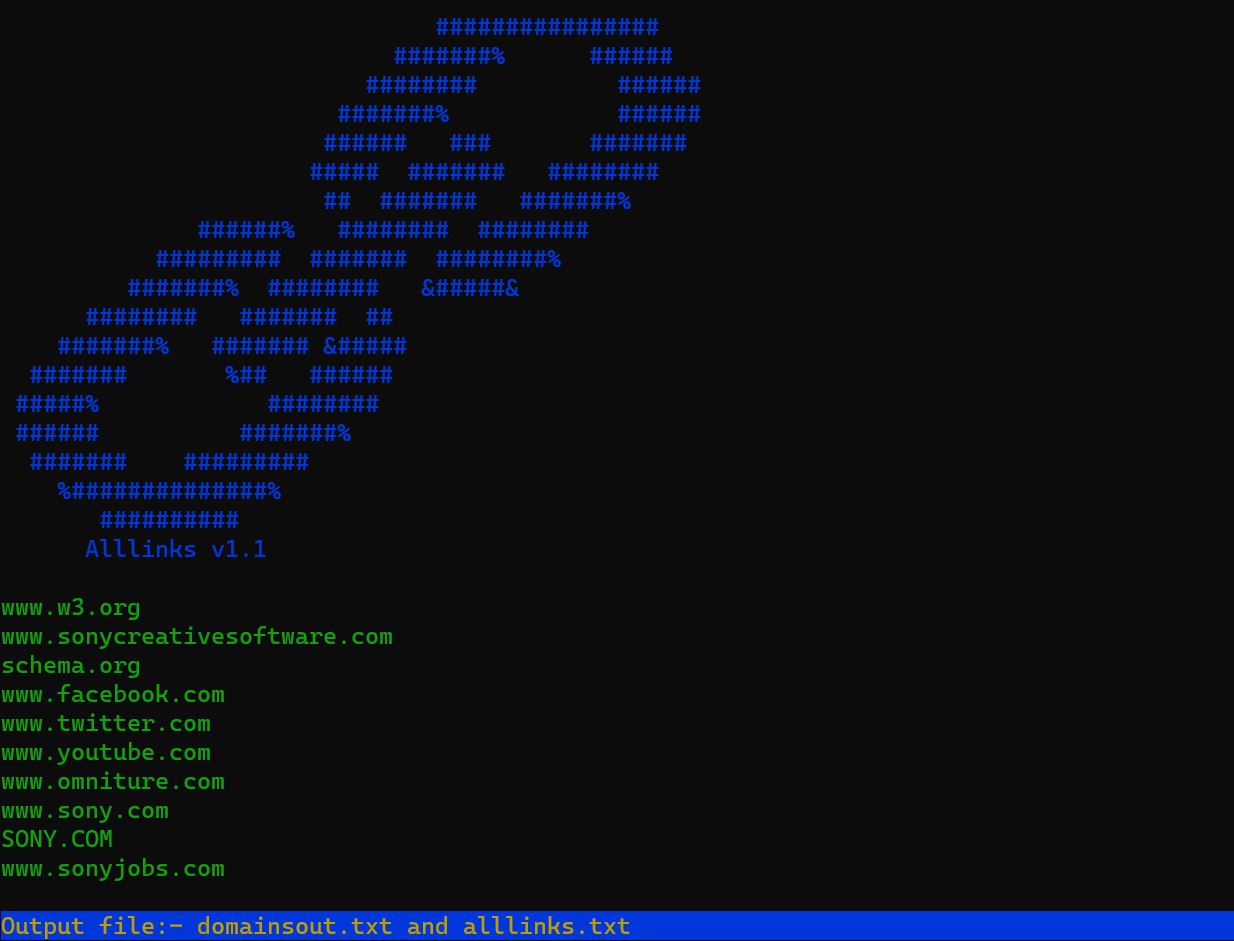 ################
                            #######%      ######
                          ########          ######
                        #######%            ######
                       ######   ###       #######
                      #####  #######   ########
                       ##  #######   #######%
              ######%   ########  ########
           #########  #######  ########%
         #######%  ########   &#####&
      ########   #######  ##
    #######%   ####### &#####
  #######       %##   ######
 #####%            ########
 ######          #######%
  #######    #########
    %##############%
       ##########
      Alllinks v1.1

www.w3.org
www.sonycreativesoftware.com
schema.org
www.facebook.com
www.twitter.com
www.youtube.com
www.omniture.com
www.sony.com
SONY.COM
www.sonyjobs.com

Output file:- domainsout.txt and alllinks.txt